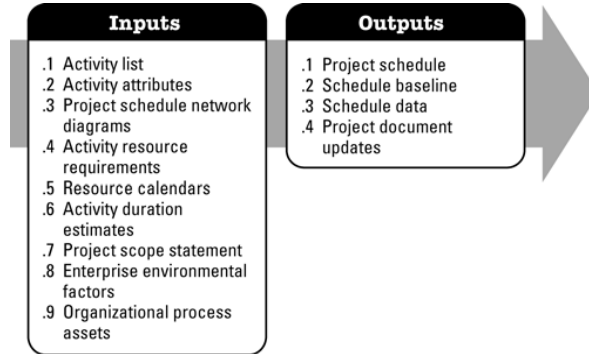 Inputs
.1 Activity list
.2 Activity attributes
.3 Project schedule network
diagrams
.4 Activity resource
requirements
.5 Resource calendars
.6 Activity duration
estimates
.7 Project scope statement
.8 Enterprise environmental
factors
.9 Organizational process
assets
Outputs
.1 Project schedule
.2 Schedule baseline
.3 Schedule data
.4 Project document
updates